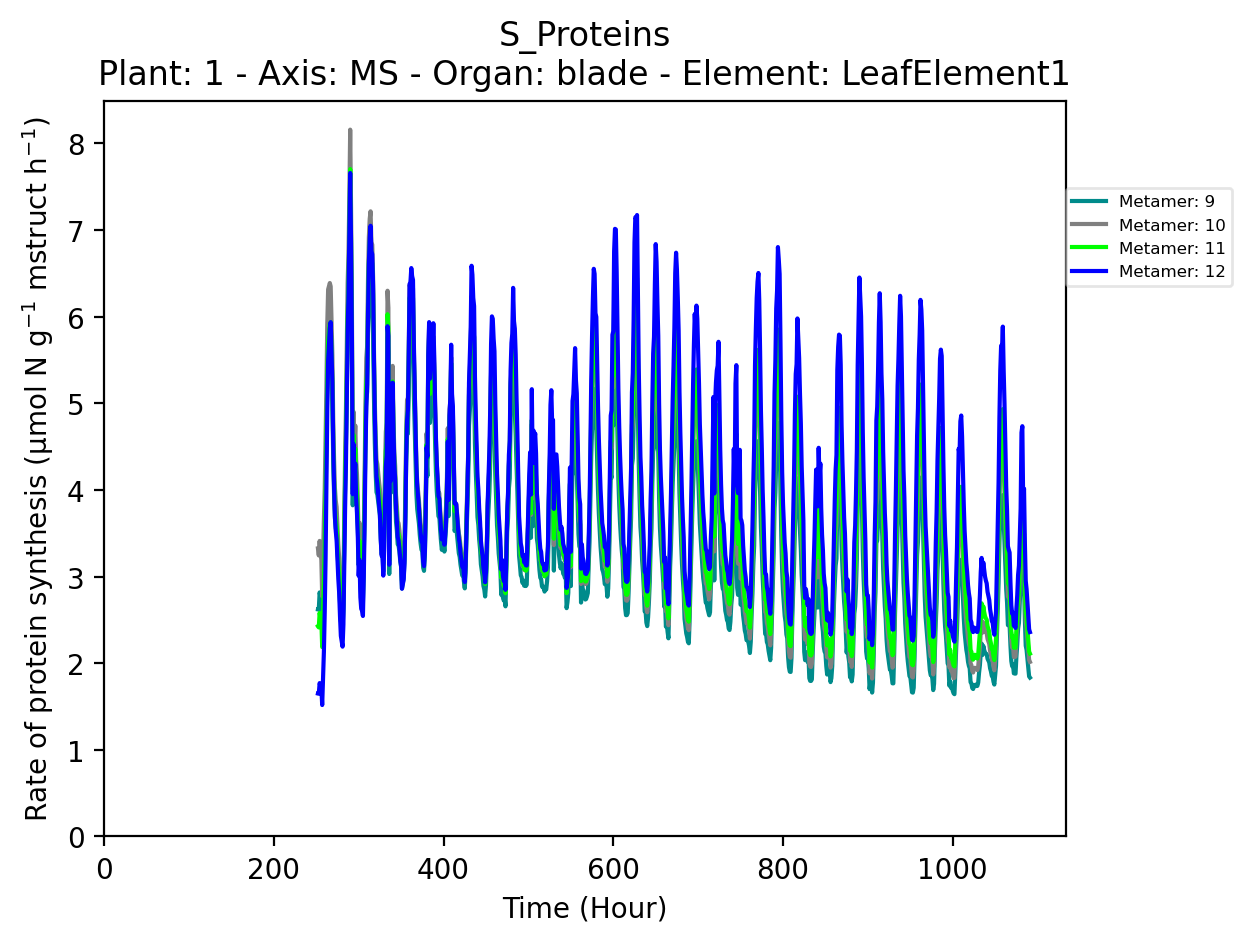 S_Proteins
Plant: 1 - Axis: MS - Organ: blade - Element: LeafElement1
Rate of protein synthesis (µmol N g⁻¹ mstruct h⁻¹)
8
7
6
5
4
3
2
1
0
0 200 400 600 800 1000
Time (Hour)
Metamer: 9
Metamer: 10
Metamer: 11
Metamer: 12